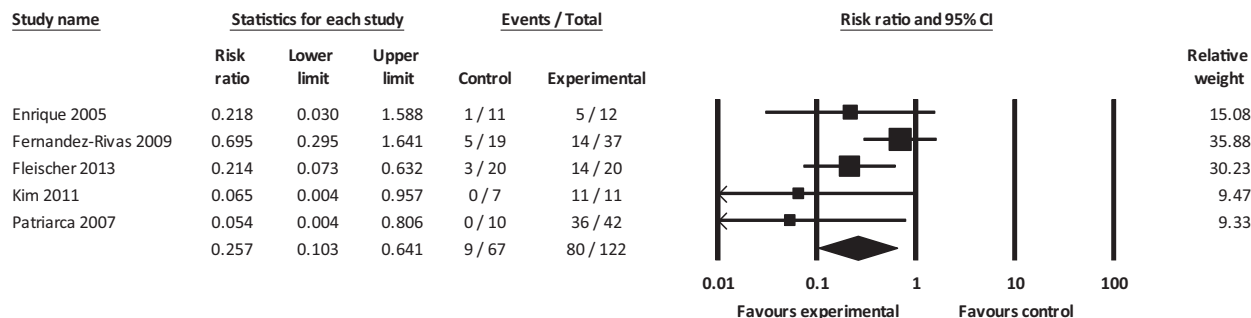 Study name Statistics for each study Events / Total Risk ratio and 95% CI
Risk ratio Lower limit Upper limit Control Experimental Relative weight
Enrique 2005 0.218 0.030 1.588 1 / 11 5 / 12 15.08
Fernandez-Rivas 2009 0.695 0.295 1.641 5 / 19 14 / 37 35.88
Fleischer 2013 0.214 0.073 0.632 3 / 20 14 / 20 30.23
Kim 2011 0.065 0.004 0.957 0 / 7 11 / 11 9.47
Patriarca 2007 0.054 0.004 0.806 0 / 10 36 / 42 9.33
0.257 0.103 0.641 9 / 67 80 / 122
0.01 0.1 1 10 100
Favours experimental Favours control